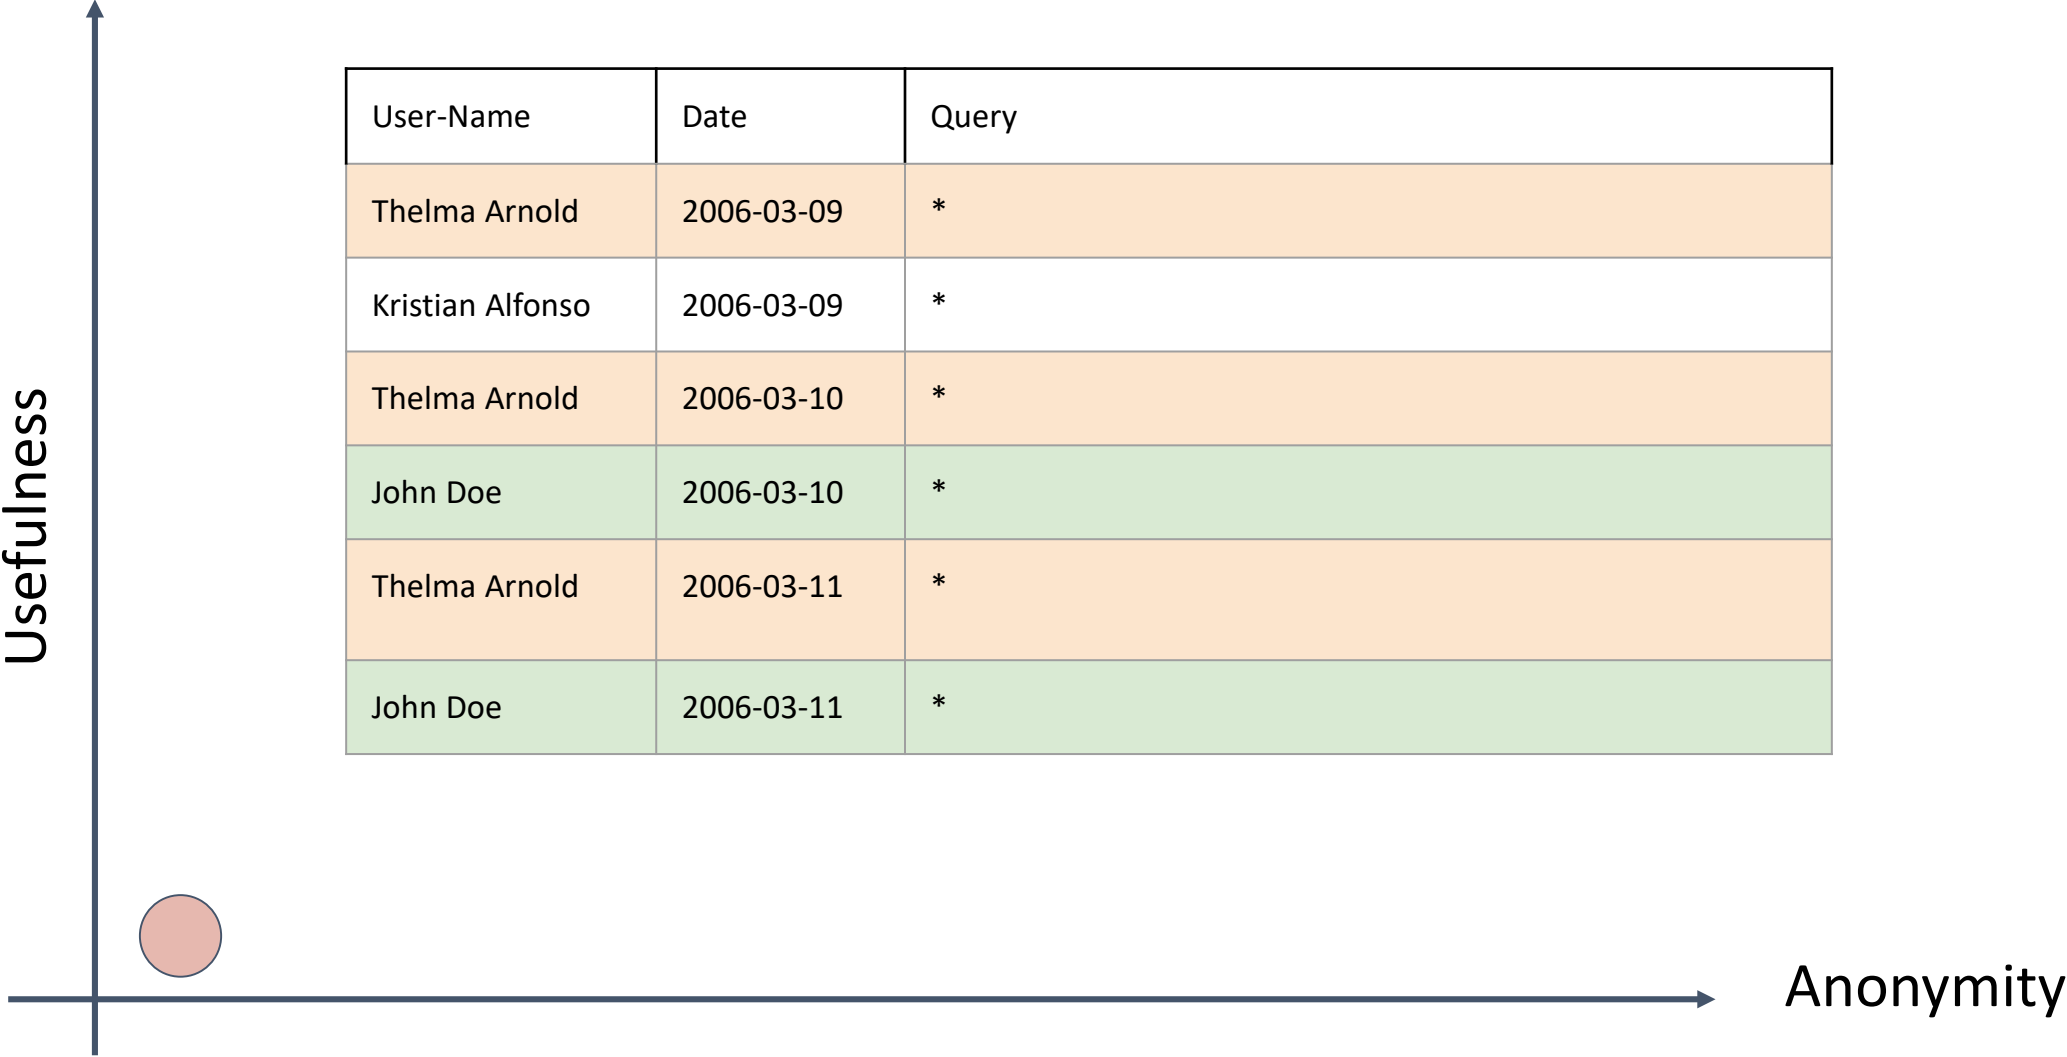 Usefulness
User-Name Date Query
Thelma Arnold 2006-03-09 *
Kristian Alfonso 2006-03-09 *
Thelma Arnold 2006-03-10 *
John Doe 2006-03-10 *
Thelma Arnold 2006-03-11 *
John Doe 2006-03-11 *
Anonymity